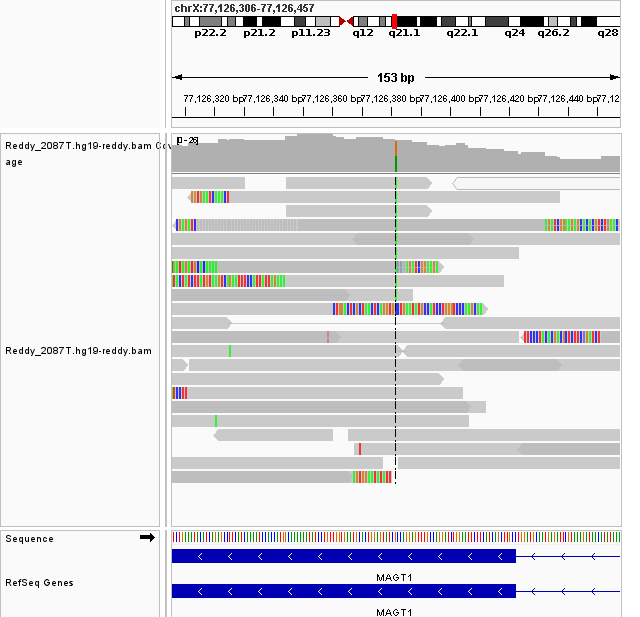 chrX:77,126,306-77,126,457
p22.2 p21.2 p11.23 q12 q21.1 q22.1 q24 q26.2 q28
153 bp
77,126,320 bp 77,126,340 bp 77,126,360 bp 77,126,380 bp 77,126,400 bp 77,126,420 bp 77,126,440 bp 77,12
[0-26]
Reddy_2087T.hg19-reddy.bam Cov
age
Reddy_2087T.hg19-reddy.bam
Sequence
MAGT1
RefSeq Genes
MAGT1